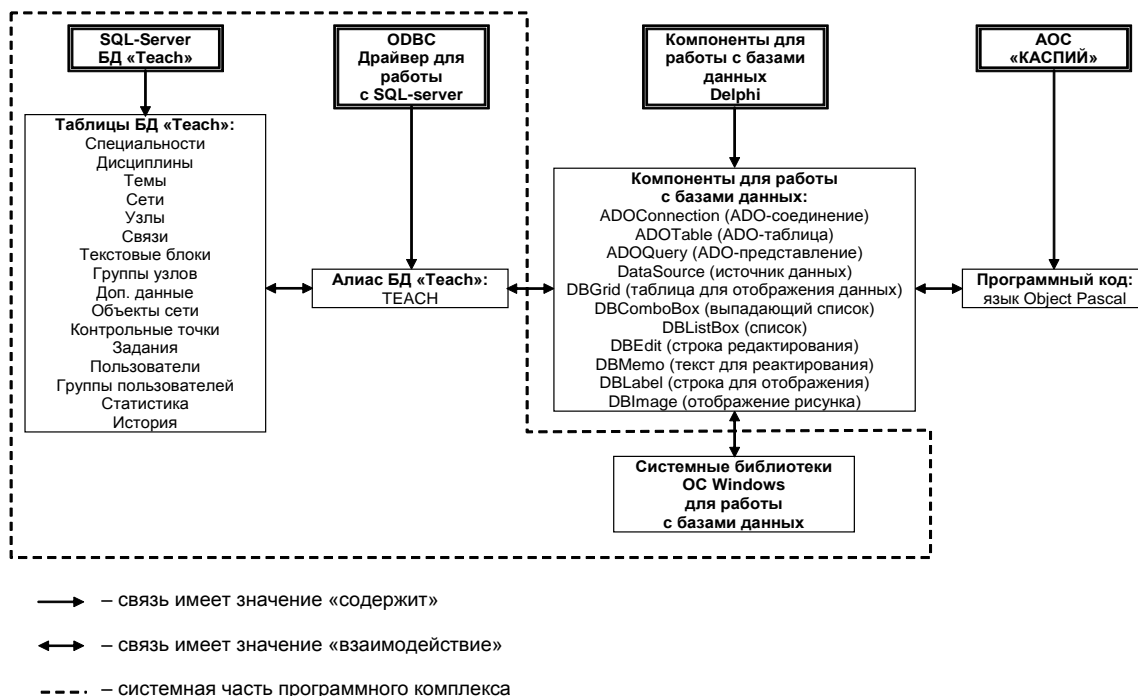 SQL-Server
БД «Teach»
ODBC
Драйвер для
работы
с SQL-server
Компоненты для
работы с базами
данных
Delphi
АОС
«КАСПИЙ»
Таблицы БД «Teach»:
Специальности
Дисциплины
Темы
Сети
Узлы
Связи
Текстовые блоки
Группы узлов
Доп. данные
Объекты сети
Контрольные точки
Задания
Пользователи
Группы пользователей
Статистика
История
Алиас БД «Teach»:
TEACH
Компоненты для работы
с базами данных:
ADOConnection (ADO-соединение)
ADOTable (ADO-таблица)
ADOQuery (ADO-представление)
DataSource (источник данных)
DBGrid (таблица для отображения данных)
DBComboBox (выпадающий список)
DBListBox (список)
DBEdit (строка редактирования)
DBMemo (текст для реактирования)
DBLabel (строка для отображения)
DBImage (отображение рисунка)
Программный код:
язык Object Pascal
Системные библиотеки
ОС Windows
для работы
с базами данных
– связь имеет значение «содержит»
– связь имеет значение «взаимодействие»
– системная часть программного комплекса